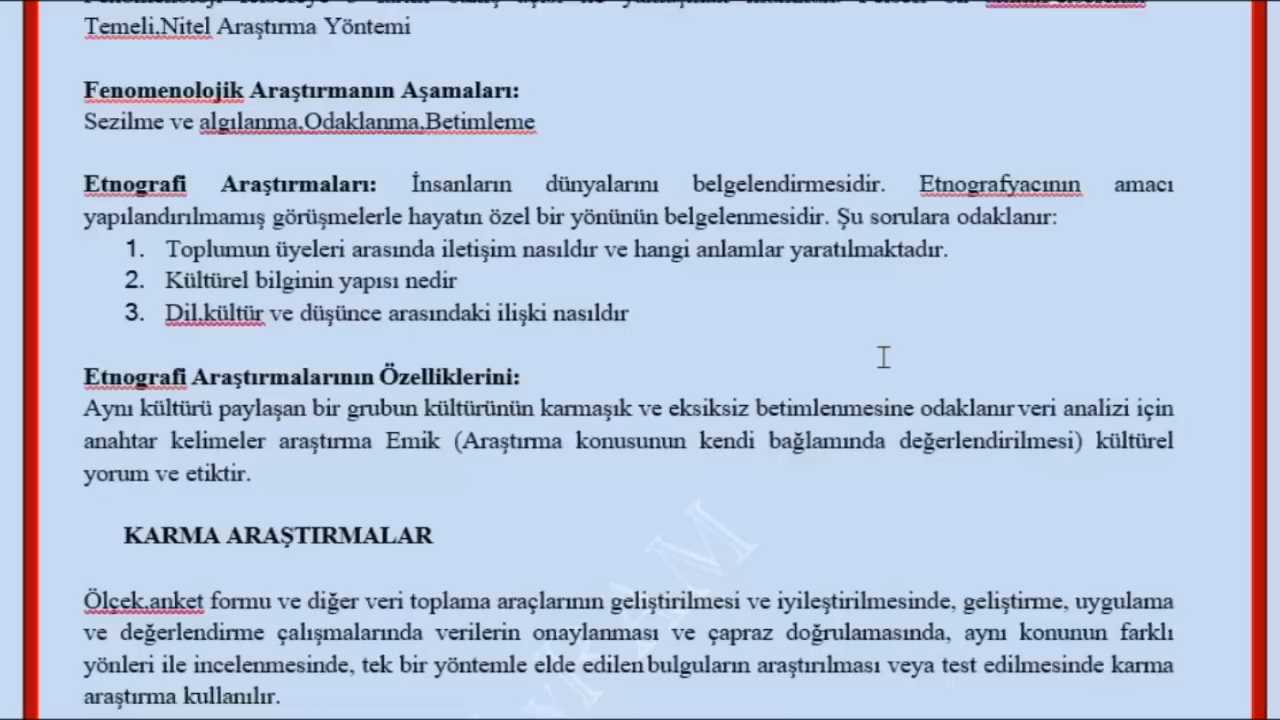 Temeli,Nitel Araştırma Yöntemi
Fenomenolojik Araştırmanın Aşamaları:
Sezilme ve algılanma,Odaklanma,Betimleme
Etnografi Araştırmaları: İnsanların dünyalarını belgelendirmesidir. Etnografyacının amacı
yapılandırılmamış görüşmelerle hayatın özel bir yönünün belgelenmesidir. Şu sorulara odaklanır:
1. Toplumun üyeleri arasında iletişim nasıldır ve hangi anlamlar yaratılmaktadır.
2. Kültürel bilginin yapısı nedir
3. Dil,kültür ve düşünce arasındaki ilişki nasıldır
Etnografi Araştırmalarının Özelliklerini:
Aynı kültürü paylaşan bir grubun kültürünün karmaşık ve eksiksiz betimlenmesine odaklanır veri analizi için
anahtar kelimeler araştırma Emik (Araştırma konusunun kendi bağlamında değerlendirilmesi) kültürel
yorum ve etiktir.
KARMA ARAŞTIRMALAR
Ölçek,anket formu ve diğer veri toplama araçlarının geliştirilmesi ve iyileştirilmesinde, geliştirme, uygulama
ve değerlendirme çalışmalarında verilerin onaylanması ve çapraz doğrulamasında, aynı konunun farklı
yönleri ile incelenmesinde, tek bir yöntemle elde edilen bulguların araştırılması veya test edilmesinde karma
araştırma kullanılır.